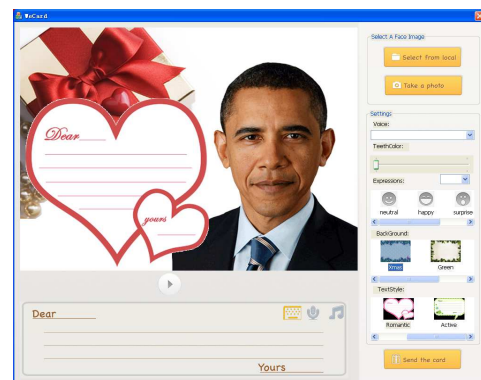 WeCard
Dear
yours
Dear
Yours
Select A Face Image
Select from local
Take a photo
Settings
Voice:
TeethColor:
Expressions:
neutral happy surprise
BackGround:
Xmas Green
TextStyle:
Romantic Active
Send the card